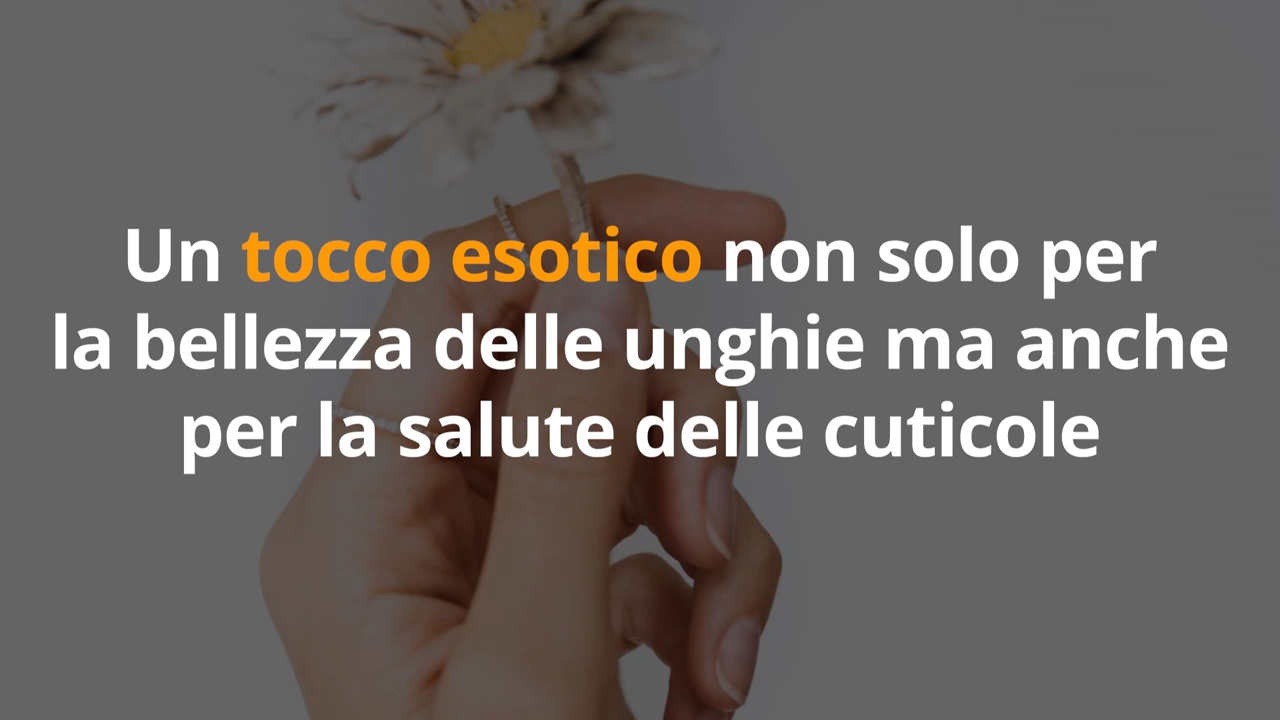 Un tocco esotico non solo per
la bellezza delle unghie ma anche
per la salute delle cuticole